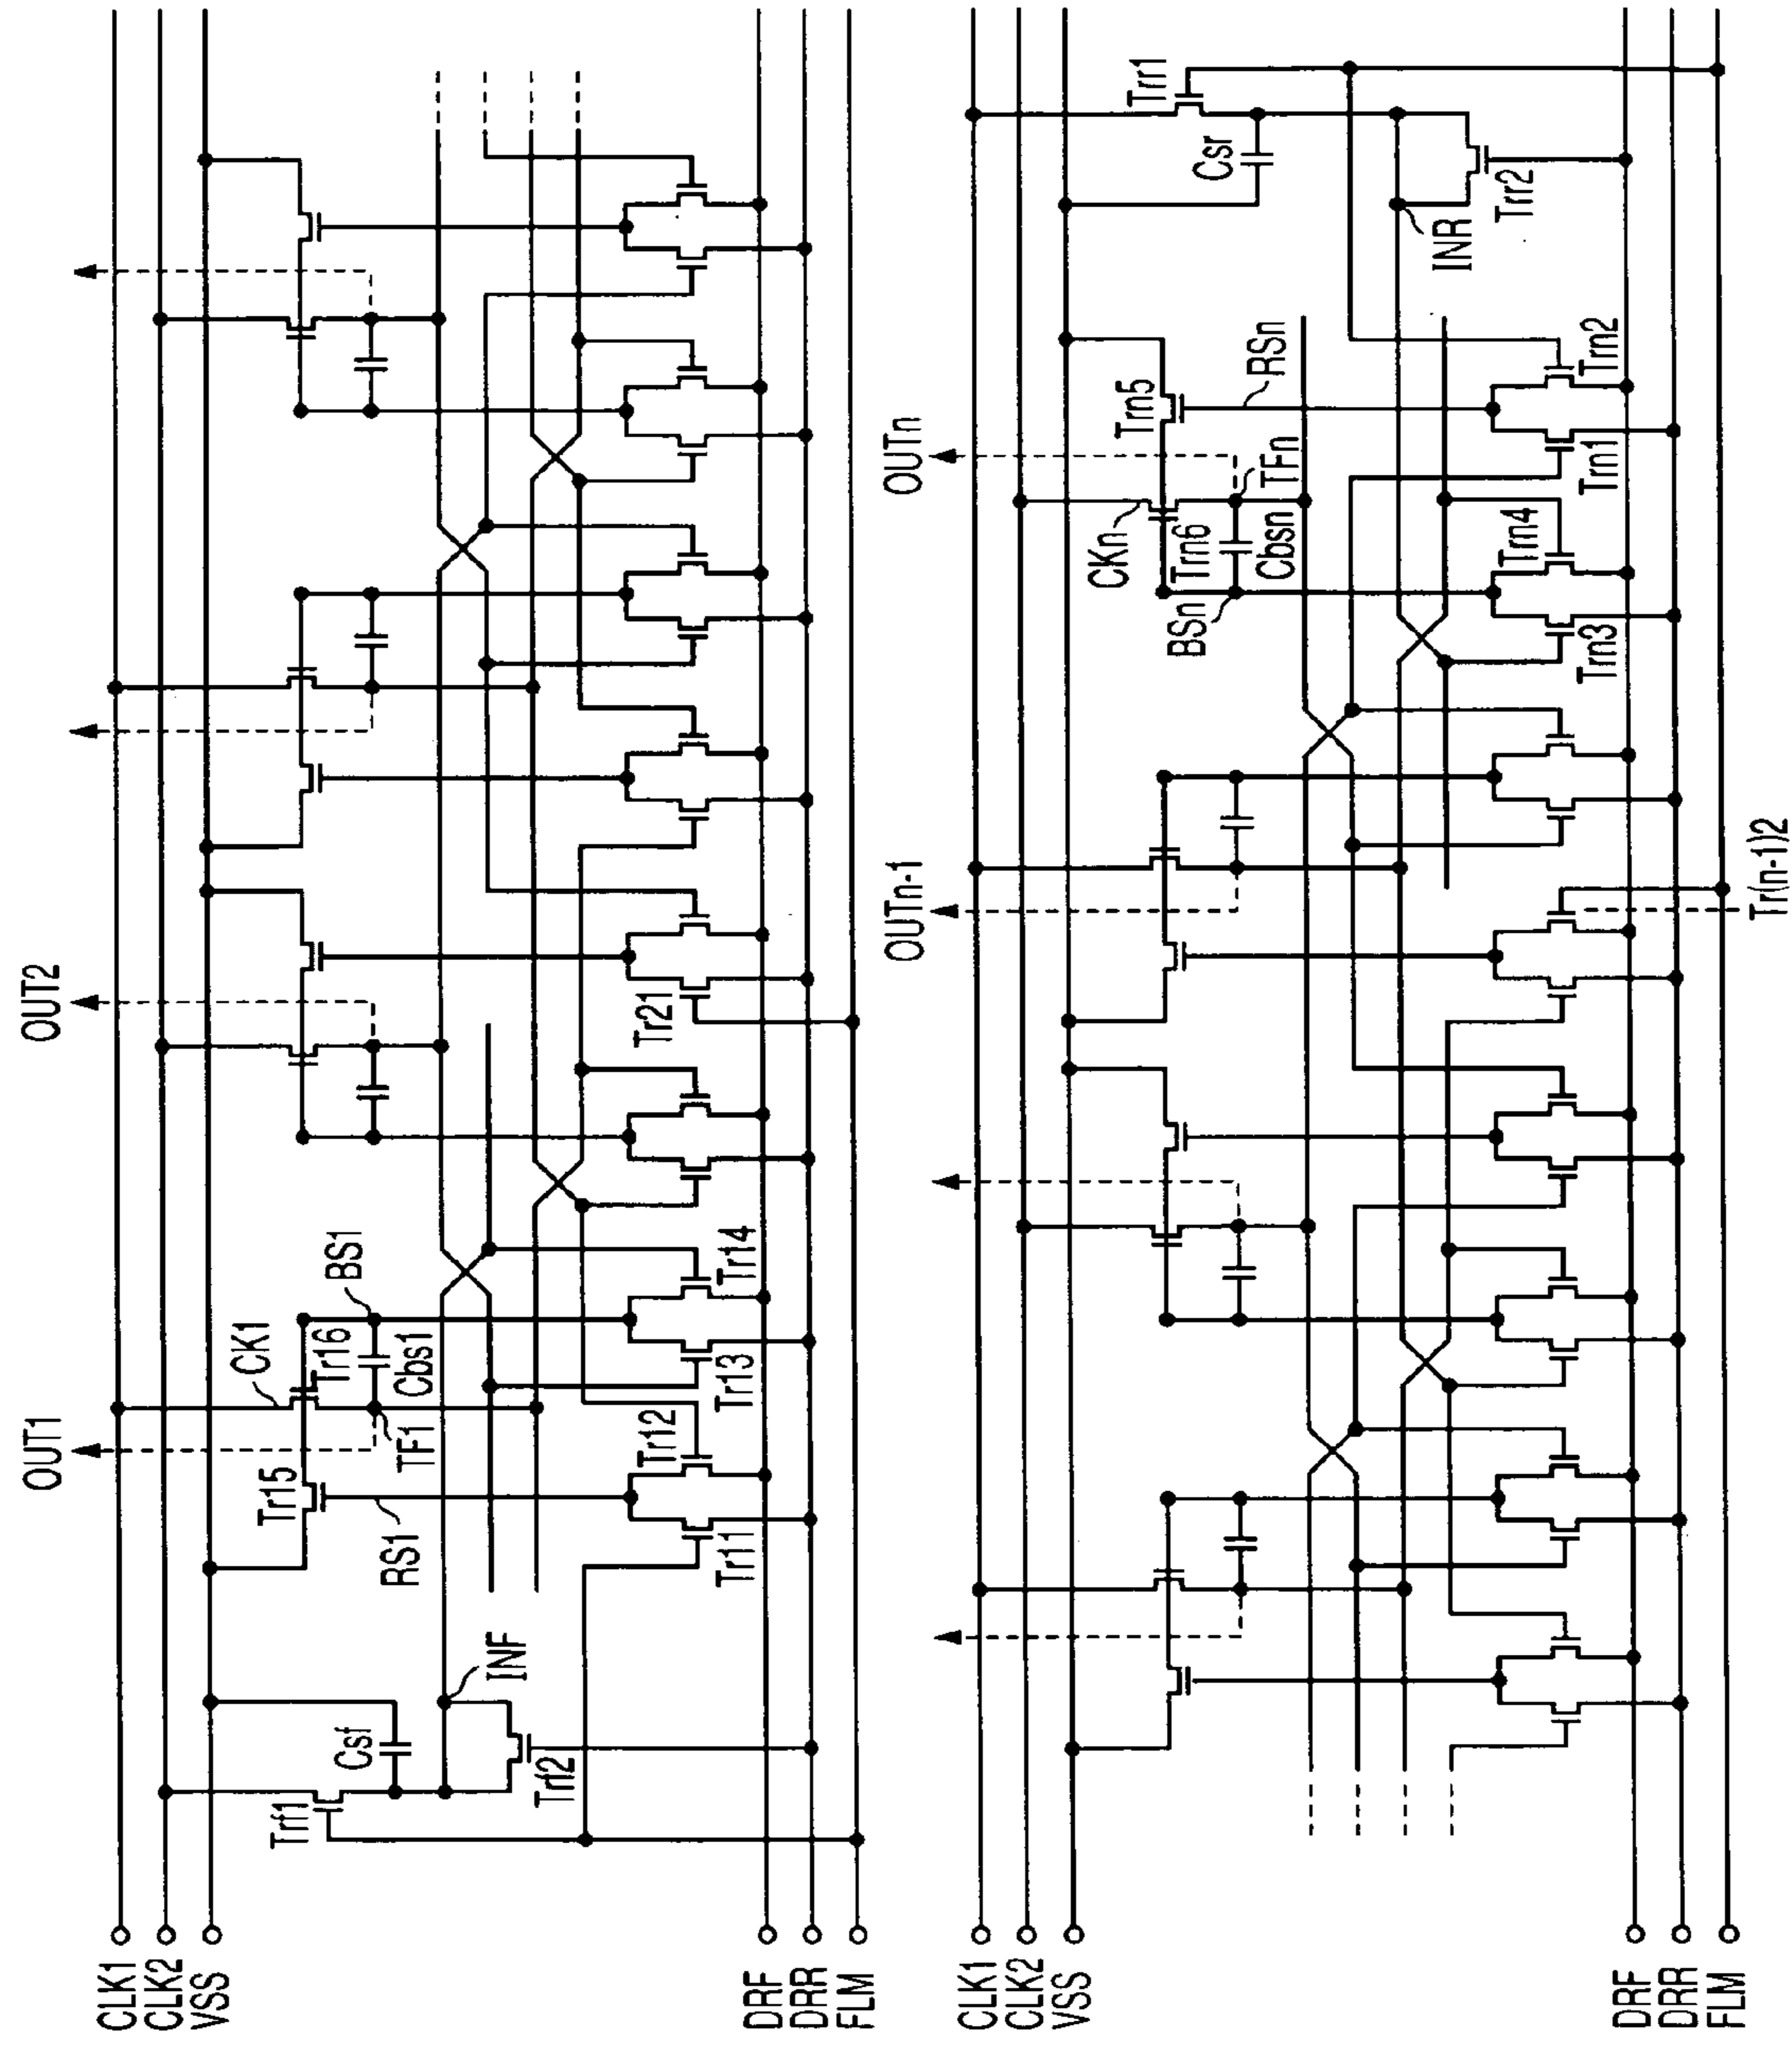 OUT1
OUT2
CLK1
CLK2
VSS
Trf1
Csf
INF
Trf2
Tr15
RS1
CK1
Tr16
BS1
Cbs1
TF1
Tr11
Tr12
Tr13
Tr14
Tr21
DRF
DRR
FLM
OUTn-1
OUTn
CLK1
CLK2
VSS
CKn
Trn6
BSn
Cbsn
TFn
Trn5
RSn
Trr1
Csr
INR
Trr2
Trn3
Trn4
Trn1
Trn2
DRF
DRR
FLM
Tr(n-1)2